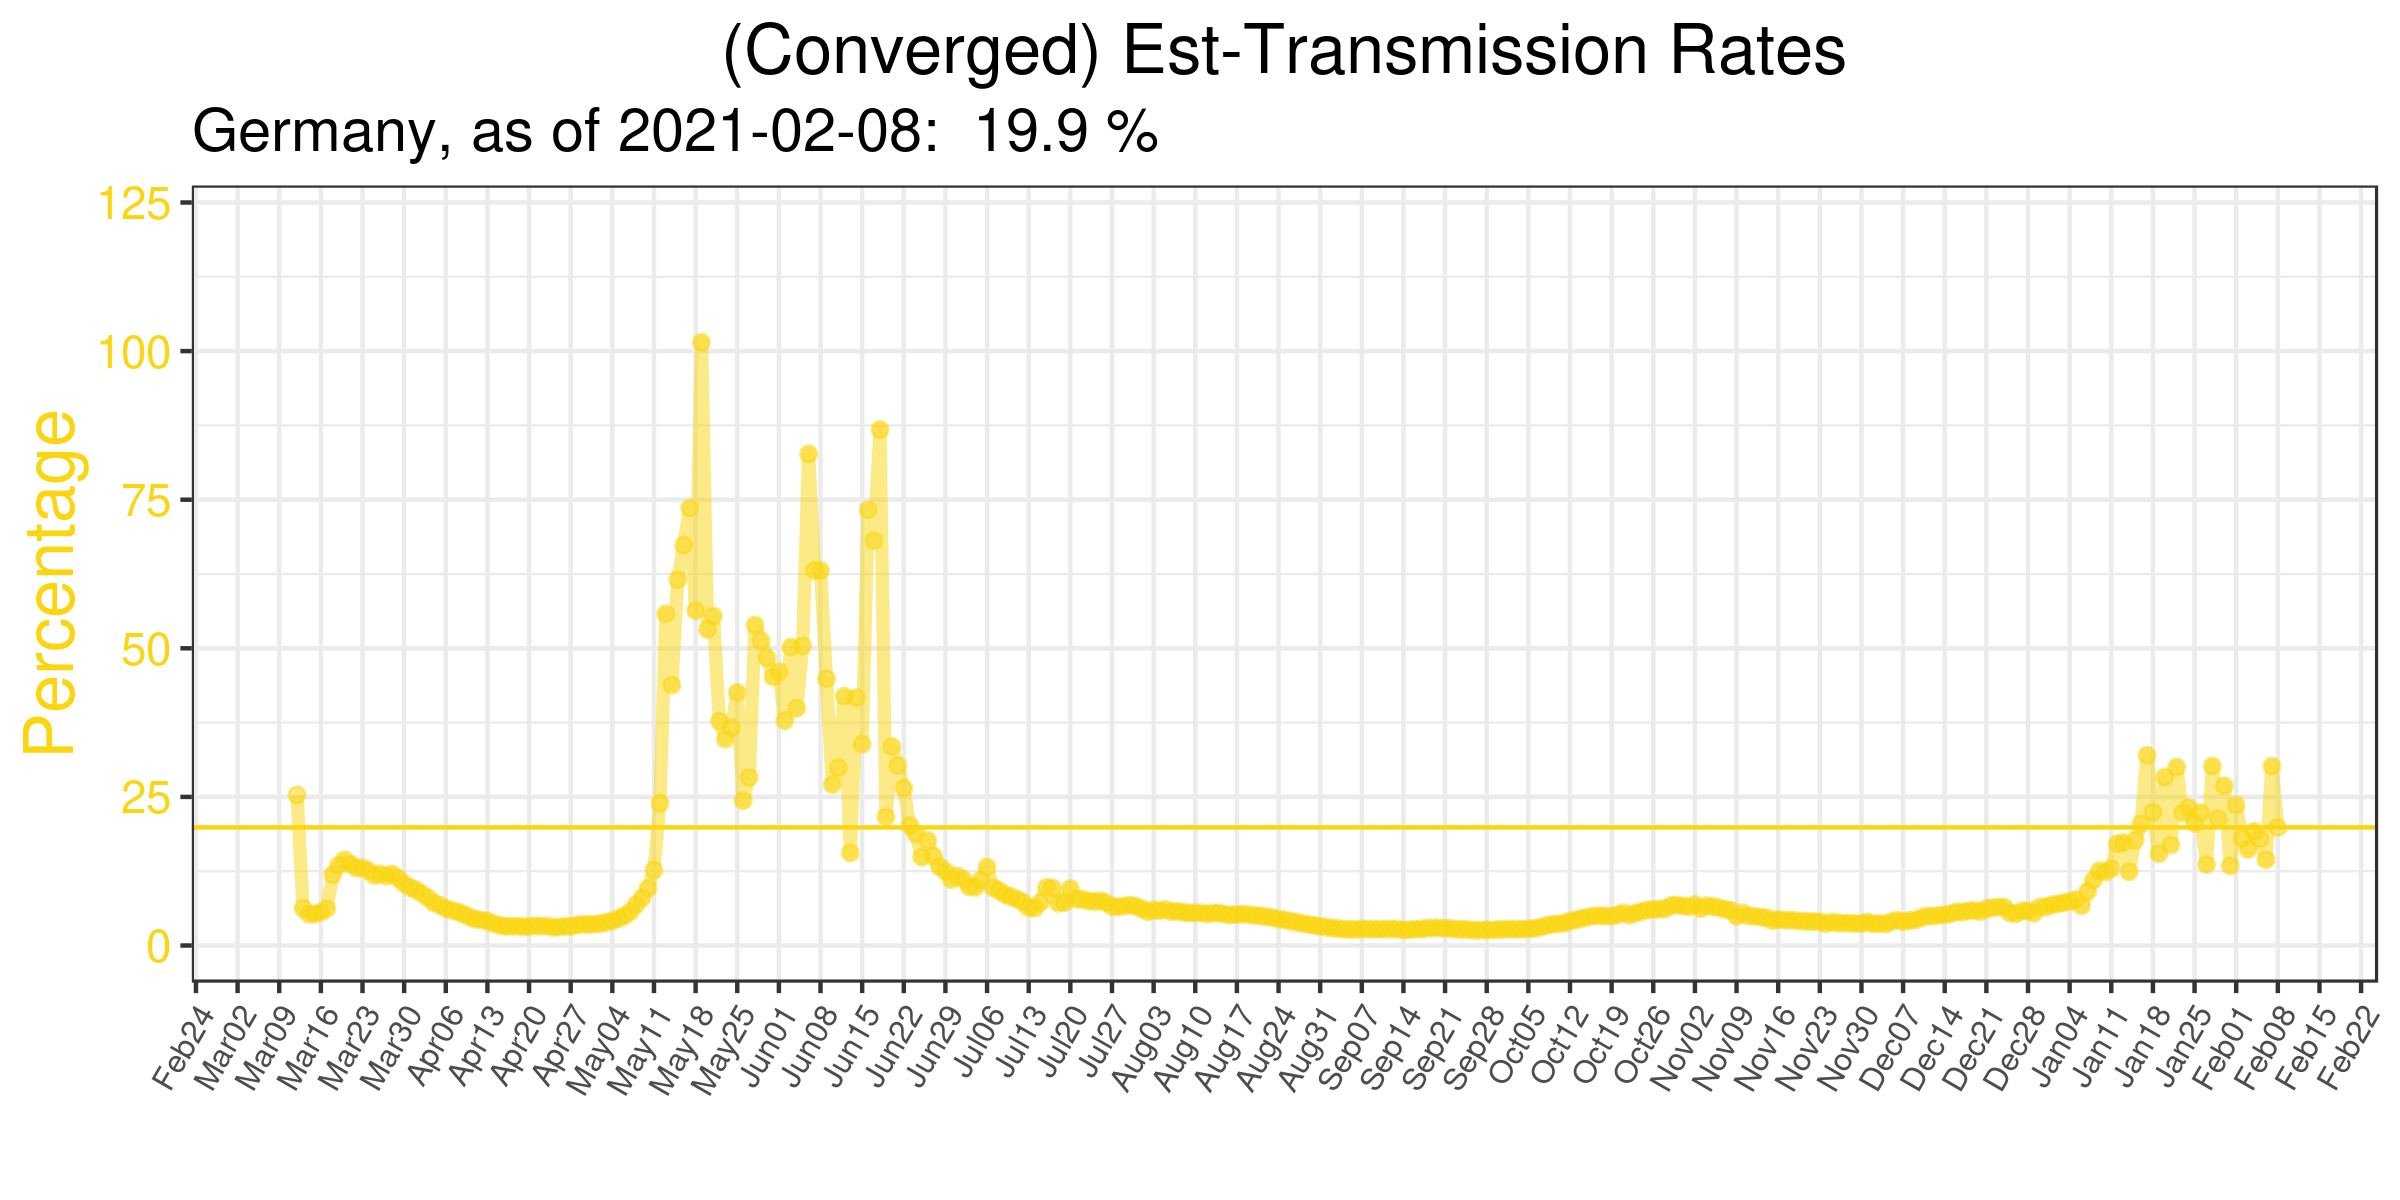 (Converged) Est-Transmission Rates
Germany, as of 2021-02-08:  19.9 %
Percentage
125
100
75
50
25
0
Feb24
Mar02
Mar09
Mar16
Mar23
Mar30
Apr06
Apr13
Apr20
Apr27
May04
May11
May18
May25
Jun01
Jun08
Jun15
Jun22
Jun29
Jul06
Jul13
Jul20
Jul27
Aug03
Aug10
Aug17
Aug24
Aug31
Sep07
Sep14
Sep21
Sep28
Oct05
Oct12
Oct19
Oct26
Nov02
Nov09
Nov16
Nov23
Nov30
Dec07
Dec14
Dec21
Dec28
Jan04
Jan11
Jan18
Jan25
Feb01
Feb08
Feb15
Feb22